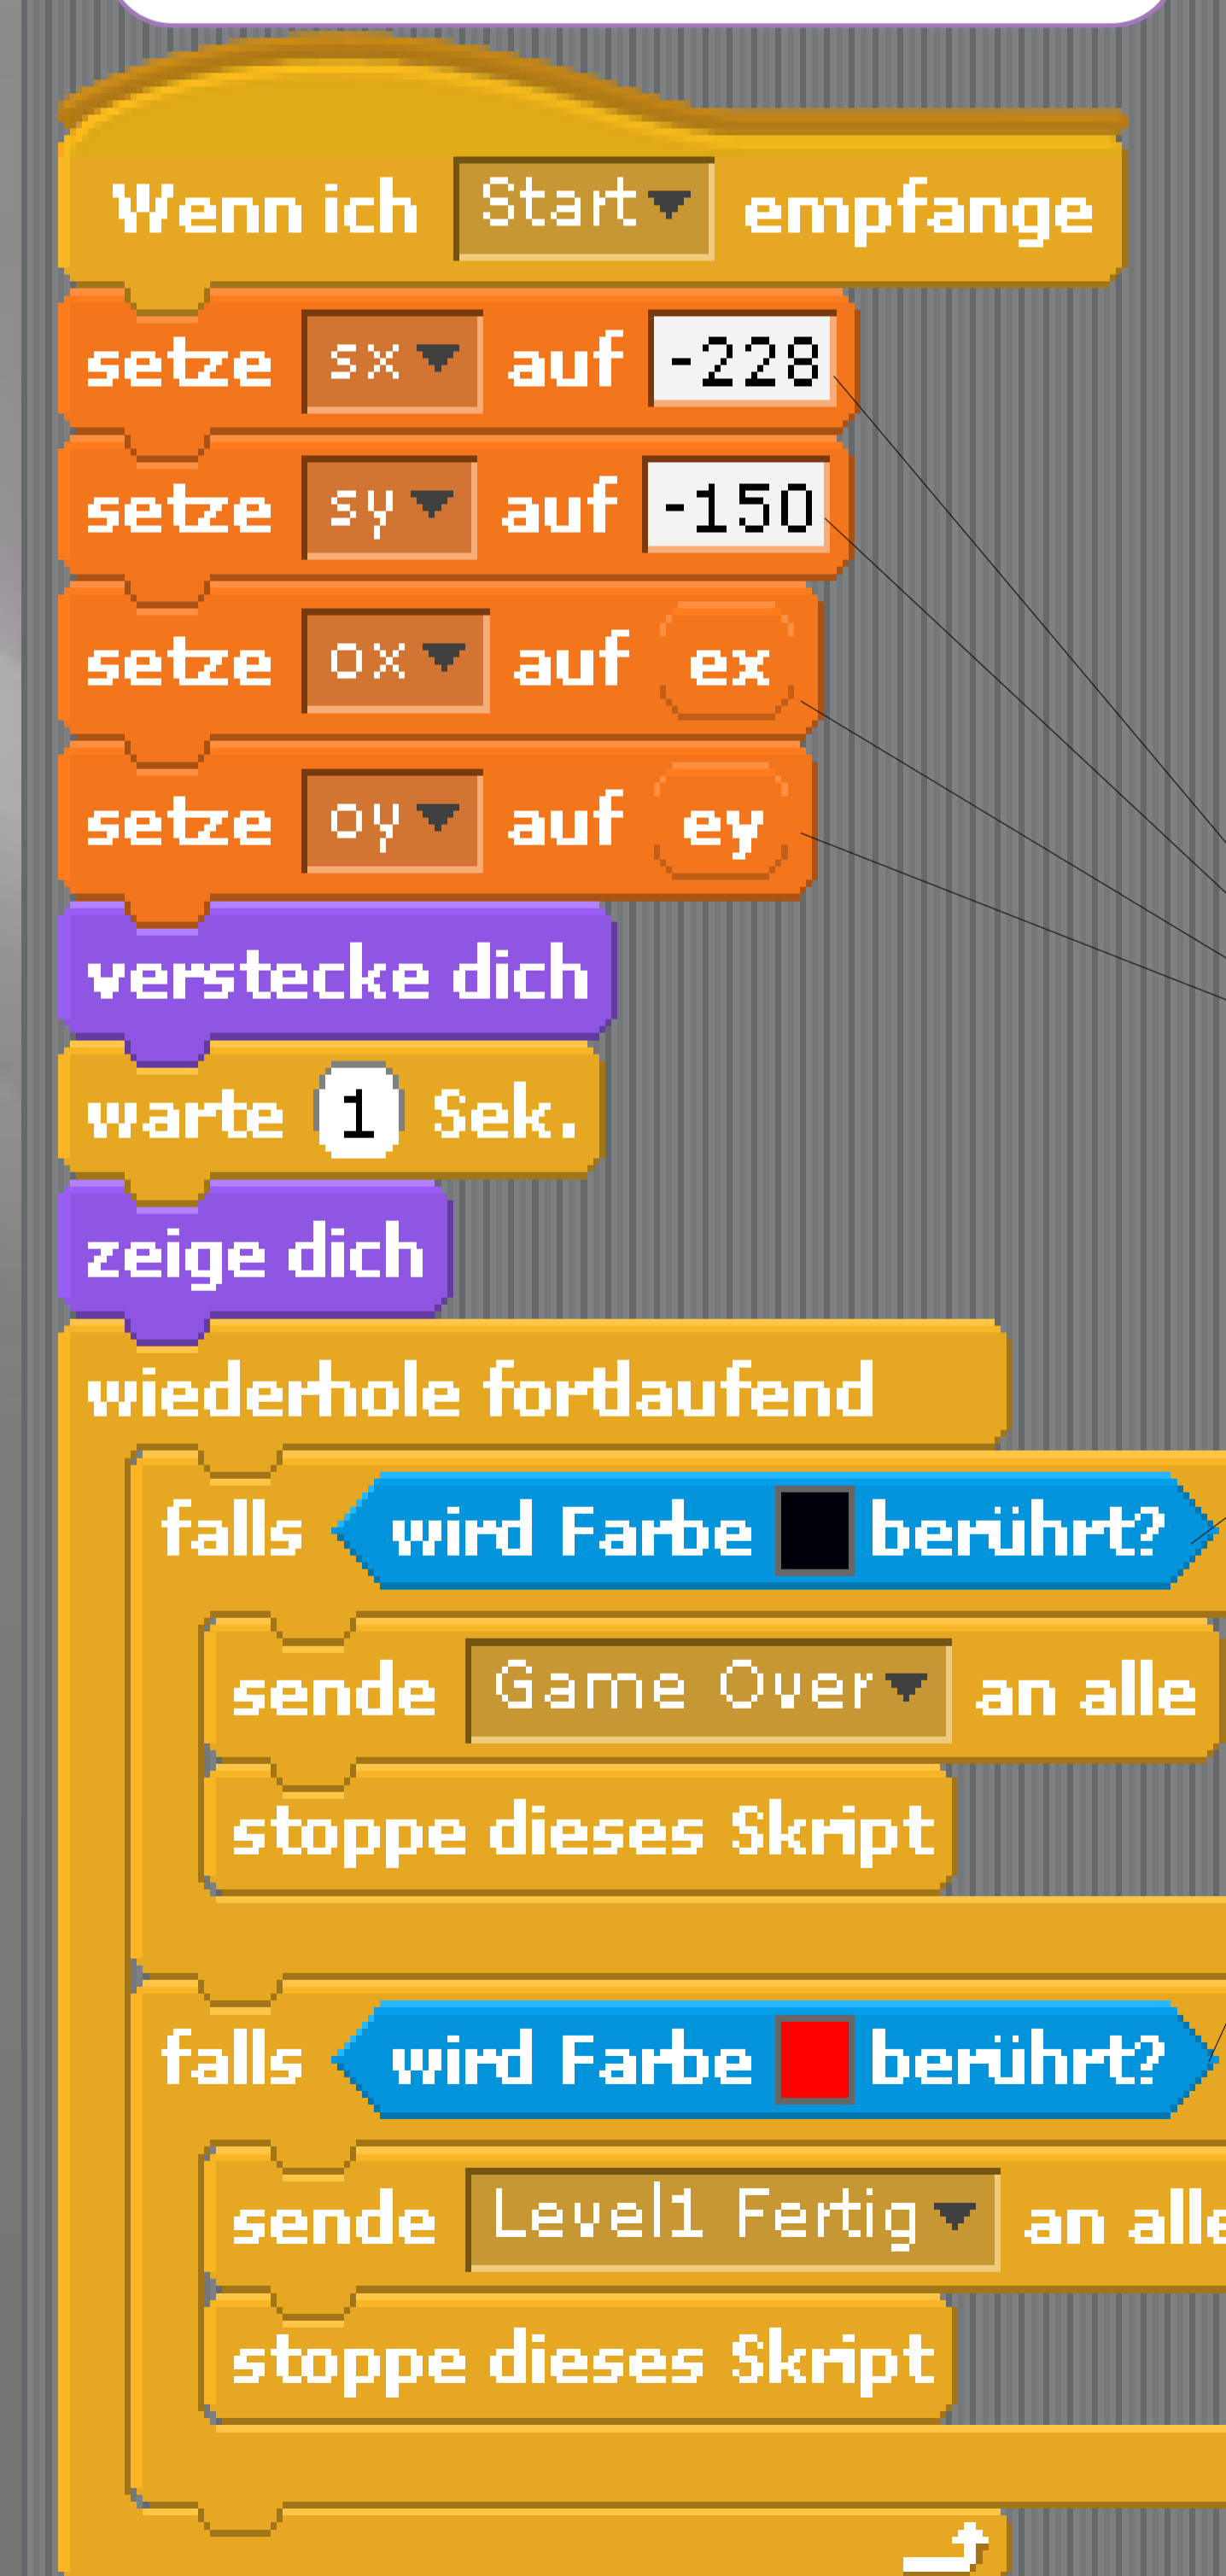 Wenn ich Start empfange
setze sx auf -228
setze sy auf -150
setze ox auf ex
setze oy auf ey
verstecke dich
warte 1 Sek.
zeige dich
wiederhole fortlaufend
falls wird Farbe berührt?
sende Game Over an alle
stoppe dieses Skript
falls wird Farbe berührt?
sende Level1 Fertig an alle
stoppe dieses Skript